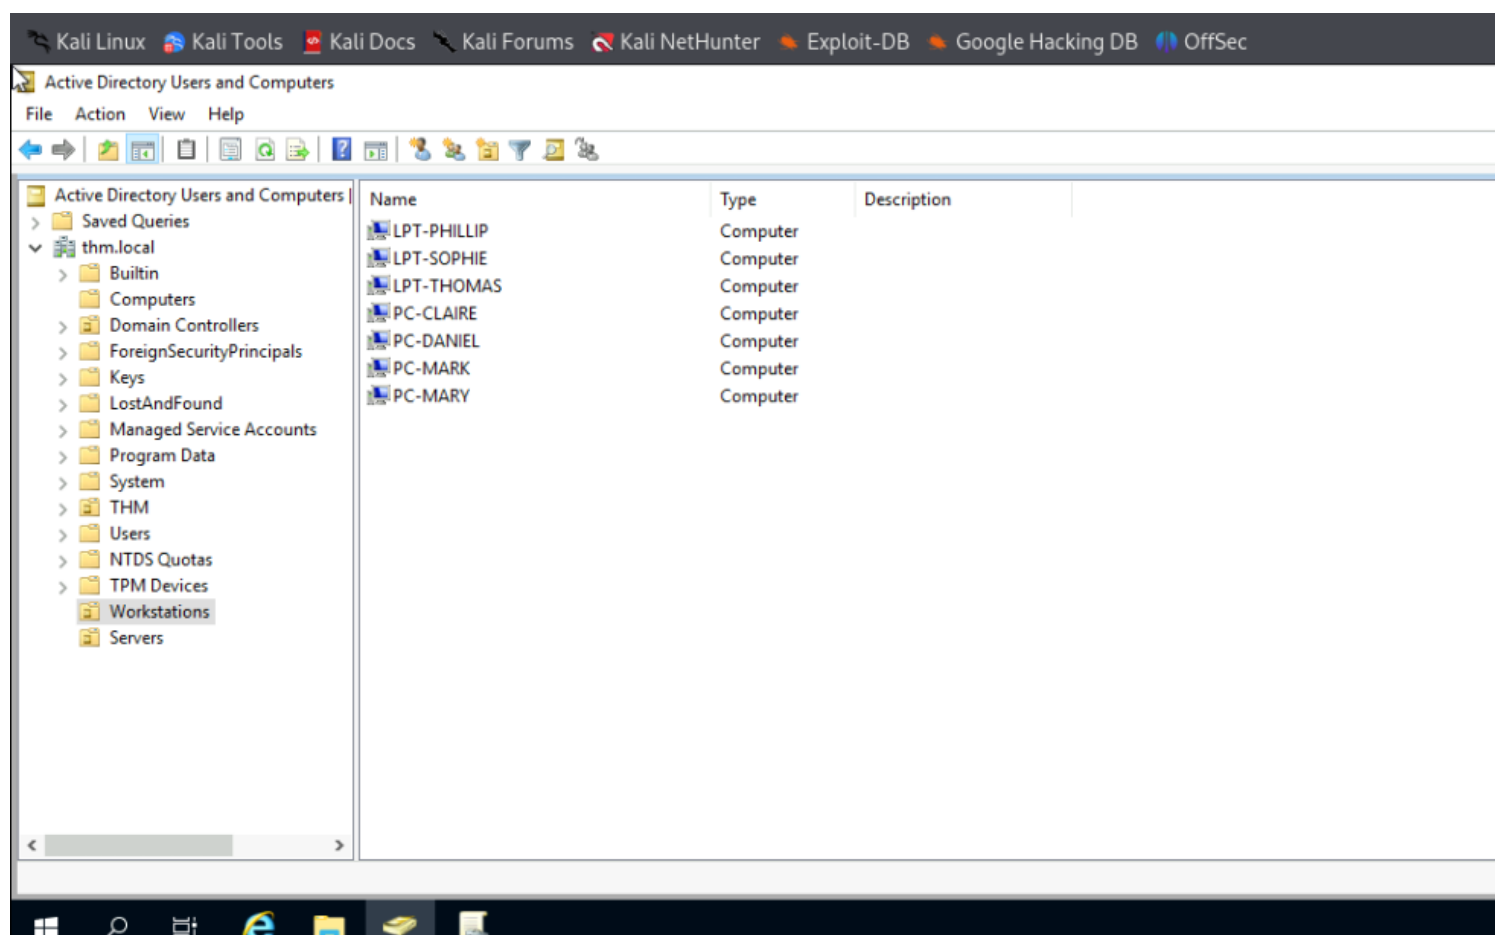 Kali Linux Kali Tools Kali Docs Kali Forums Kali NetHunter Exploit-DB Google Hacking DB OffSec
Active Directory Users and Computers
File Action View Help
Active Directory Users and Computers
Saved Queries
thm.local
Builtin
Computers
Domain Controllers
ForeignSecurityPrincipals
Keys
LostAndFound
Managed Service Accounts
Program Data
System
THM
Users
NTDS Quotas
TPM Devices
Workstations
Servers
Name Type Description
LPT-PHILLIP Computer
LPT-SOPHIE Computer
LPT-THOMAS Computer
PC-CLAIRE Computer
PC-DANIEL Computer
PC-MARK Computer
PC-MARY Computer